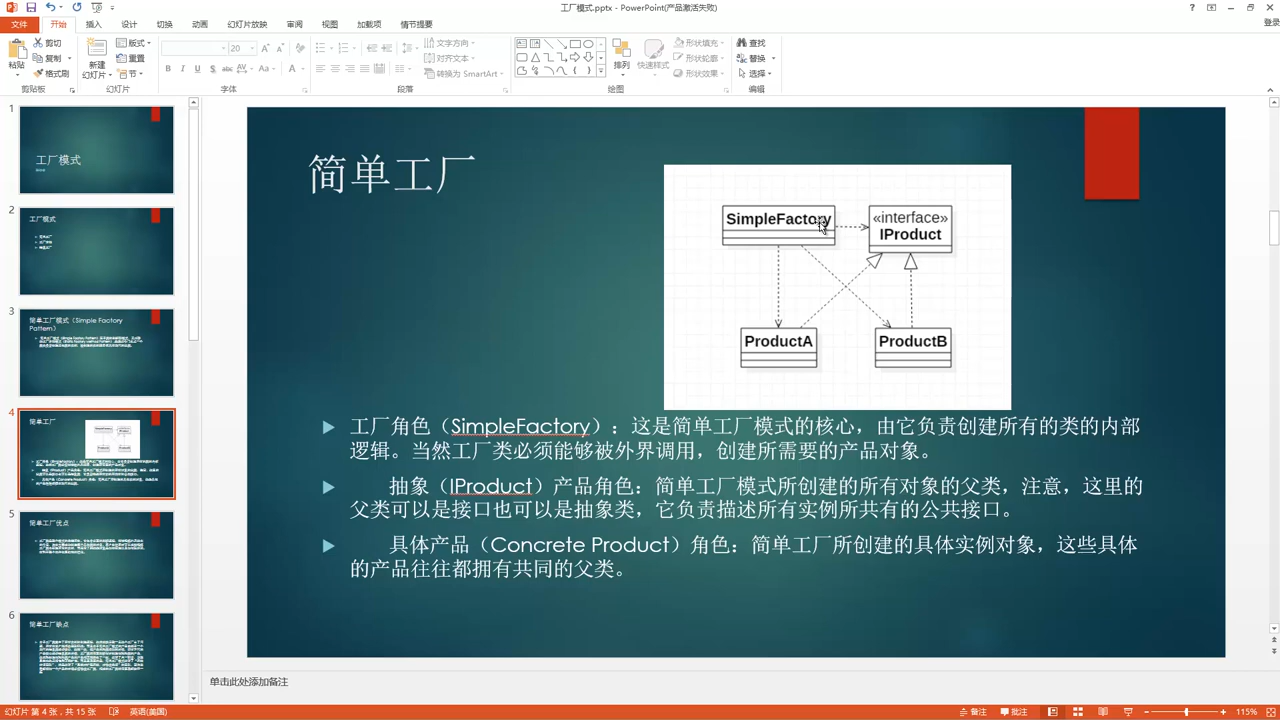 工厂模式.pptx - PowerPoint(产品激活失败)
登录
文件 开始 插入 设计 切换 动画 幻灯片放映 审阅 视图 加载项 情节提要
粘贴 剪切 复制 格式刷 剪贴板
新建 幻灯片 版式 重置 节 幻灯片
20 字体
文字方向 对齐文本 转换为 SmartArt 段落
排列 快速样式 形状填充 形状轮廓 形状效果 绘图
查找 替换 选择 编辑
1
工厂模式
2
工厂模式
3
简单工厂模式（Simple Factory
Pattern）
4
简单工厂
5
简单工厂优点
6
简单工厂缺点
简单工厂
SimpleFactory
«interface»
IProduct
ProductA
ProductB
工厂角色（SimpleFactory）：这是简单工厂模式的核心，由它负责创建所有的类的内部
逻辑。当然工厂类必须能够被外界调用，创建所需要的产品对象。
抽象（IProduct）产品角色：简单工厂模式所创建的所有对象的父类，注意，这里的
父类可以是接口也可以是抽象类，它负责描述所有实例所共有的公共接口。
具体产品（Concrete Product）角色：简单工厂所创建的具体实例对象，这些具体
的产品往往都拥有共同的父类。
单击此处添加备注
幻灯片 第 4 张，共 15 张 英语(美国) 备注 批注 115%